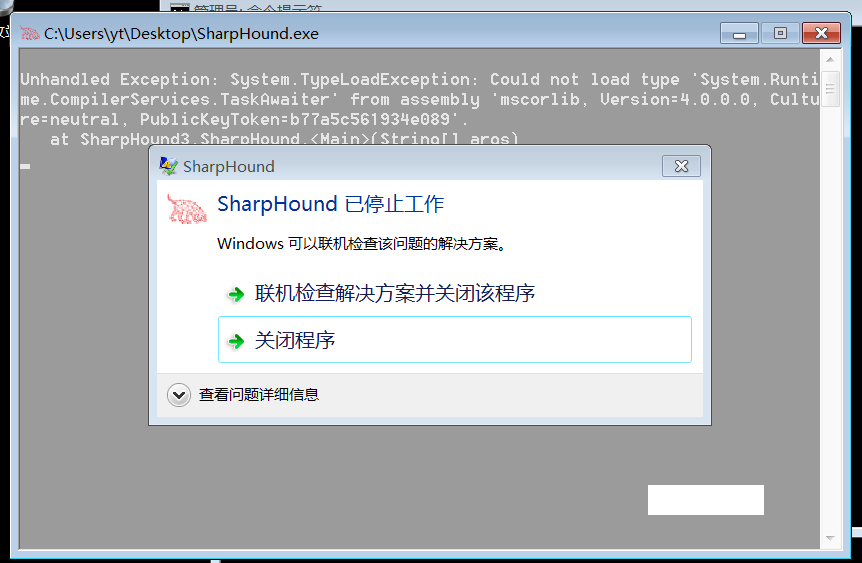 管理员: 命令提示符
C:\Users\yt\Desktop\SharpHound.exe
Unhandled Exception: System.TypeLoadException: Could not load type 'System.Runti
me.CompilerServices.TaskAwaiter' from assembly 'mscorlib, Version=4.0.0.0, Cultu
re=neutral, PublicKeyToken=b77a5c561934e089'.
at SharpHound3.SharpHound.<Main>(String[] args)
SharpHound
SharpHound 已停止工作
Windows 可以联机检查该问题的解决方案。
联机检查解决方案并关闭该程序
关闭程序
查看问题详细信息